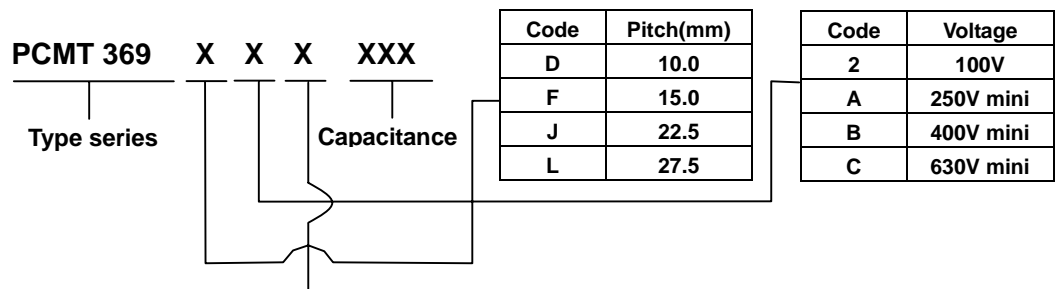 PCMT 369 X X X XXX
Type series
Capacitance
Code Pitch(mm)
D 10.0
F 15.0
J 22.5
L 27.5
Code Voltage
2 100V
A 250V mini
B 400V mini
C 630V mini